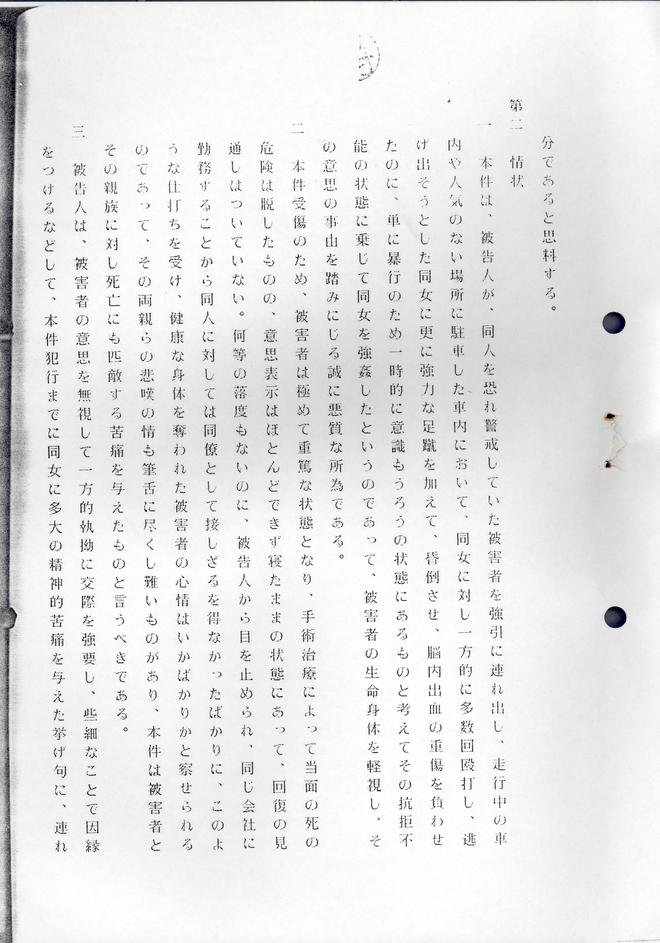 分であると思料する。
第二　情状
一　本件は、被告人が、同人を恐れ警戒していた被害者を強引に連れ出し、走行中の車
内や人気のない場所に駐車した車内において、同女に対し一方的に多数回殴打し、逃
げ出そうとした同女に更に強力な足蹴を加えて、昏倒させ、脳内出血の重傷を負わせ
たのに、単に暴行のため一時的に意識もうろうの状態にあるものと考えてその抗拒不
能の状態に乗じて同女を強姦したというのであって、被害者の生命身体を軽視し、そ
の意思の事由を踏みにじる誠に悪質な所為である。
二　本件受傷のため、被害者は極めて重篤な状態となり、手術治療によって当面の死の
危険は脱したものの、意思表示はほとんどできず寝たままの状態にあって、回復の見
通しはついていない。何等の落度もないのに、被告人から目を止められ、同じ会社に
勤務することから同人に対しては同僚として接しざるを得なかったばかりに、このよ
うな仕打ちを受け、健康な身体を奪われた被害者の心情はいかばかりかと察せられる
のであって、その両親らの悲嘆の情も筆舌に尽くし難いものがあり、本件は被害者と
その親族に対し死亡にも匹敵する苦痛を与えたものと言うべきである。
三　被告人は、被害者の意思を無視して一方的執拗に交際を強要し、些細なことで因縁
をつけるなどして、本件犯行までに同女に多大の精神的苦痛を与えた挙げ句に、連れ